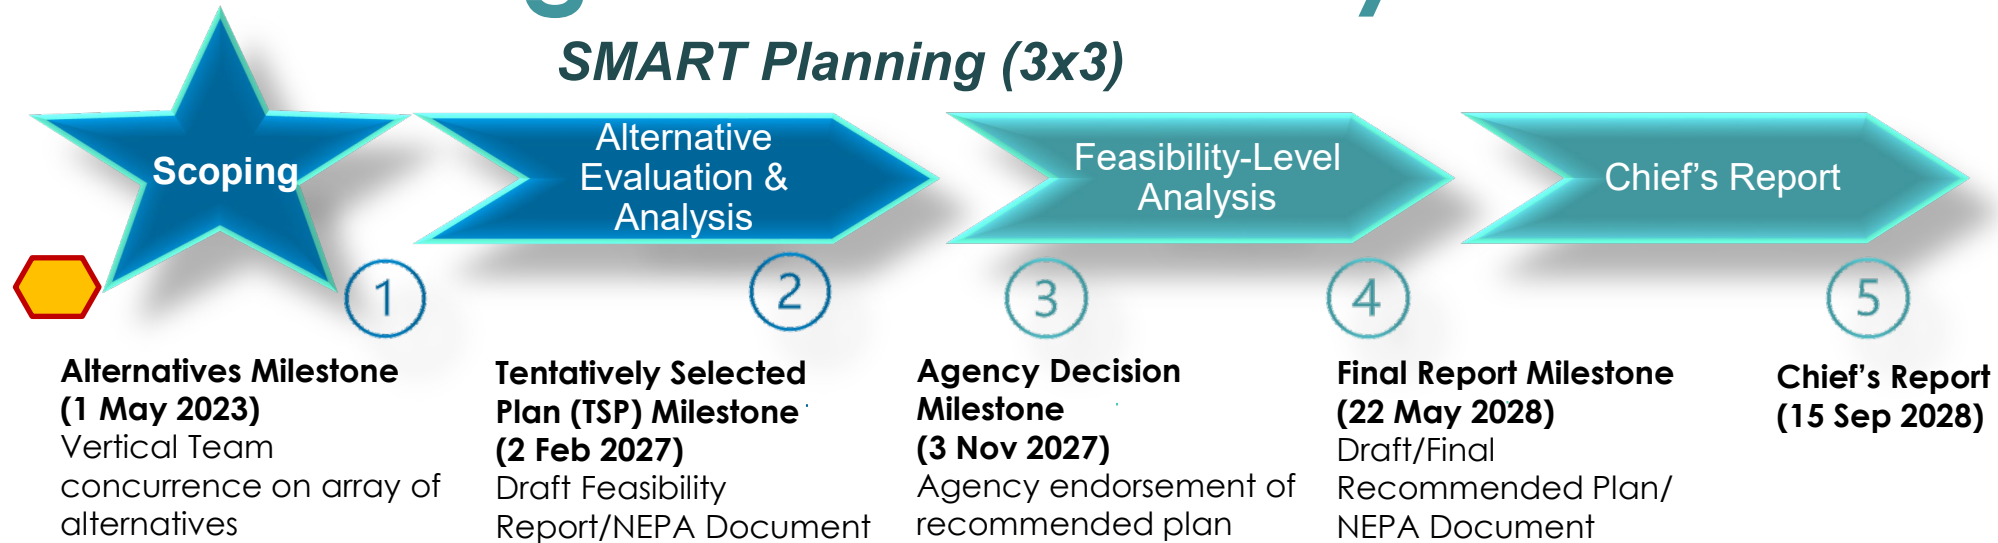 SMART Planning (3x3)
Scoping
Alternative
Evaluation &
Analysis
Feasibility-Level
Analysis
Chief's Report
1
2
3
4
5
Alternatives Milestone
(1 May 2023)
Vertical Team
concurrence on array of
alternatives
Tentatively Selected
Plan (TSP) Milestone
(2 Feb 2027)
Draft Feasibility
Report/NEPA Document
Agency Decision
Milestone
(3 Nov 2027)
Agency endorsement of
recommended plan
Final Report Milestone
(22 May 2028)
Draft/Final
Recommended Plan/
NEPA Document
Chief's Report
(15 Sep 2028)